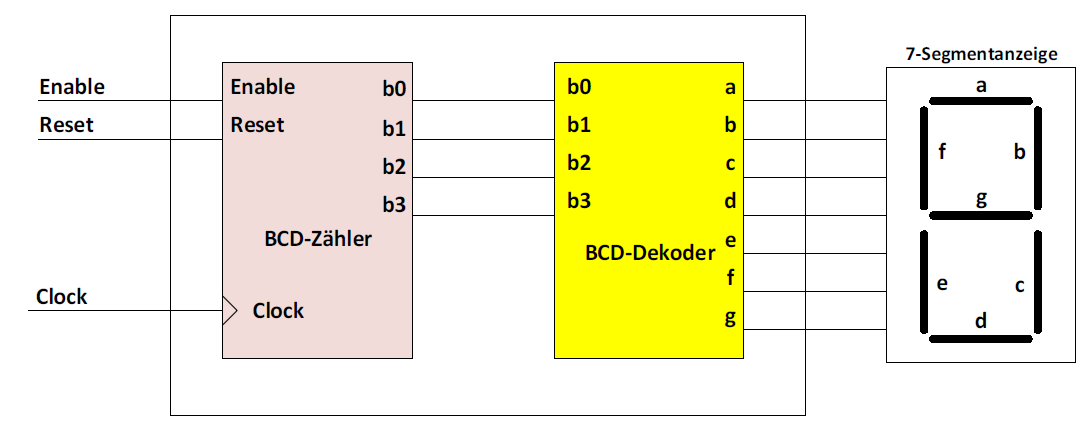 7-Segmentanzeige
Enable
Reset
Clock
Enable
Reset
b0
b1
b2
b3
BCD-Zähler
Clock
b0
b1
b2
b3
BCD-Dekoder
a
b
c
d
e
f
g
a
f
b
g
e
c
d